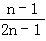 n − 1
2n − 1